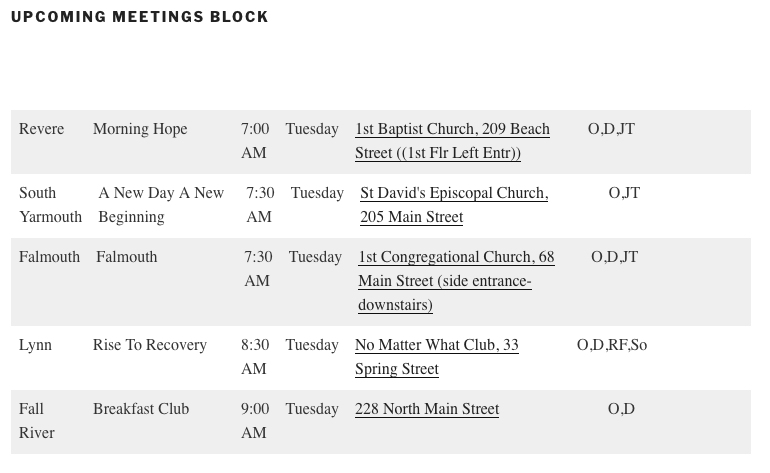 UPCOMING MEETINGS BLOCK
Revere Morning Hope 7:00 Tuesday 1st Baptist Church, 209 Beach O,D,JT
AM Street ((1st Flr Left Entr))
South A New Day A New 7:30 Tuesday St David's Episcopal Church, O,JT
Yarmouth Beginning AM 205 Main Street
Falmouth Falmouth 7:30 Tuesday 1st Congregational Church, 68 O,D,JT
AM Main Street (side entrance-
downstairs)
Lynn Rise To Recovery 8:30 Tuesday No Matter What Club, 33 O,D,RF,So
AM Spring Street
Fall Breakfast Club 9:00 Tuesday 228 North Main Street O,D
River AM